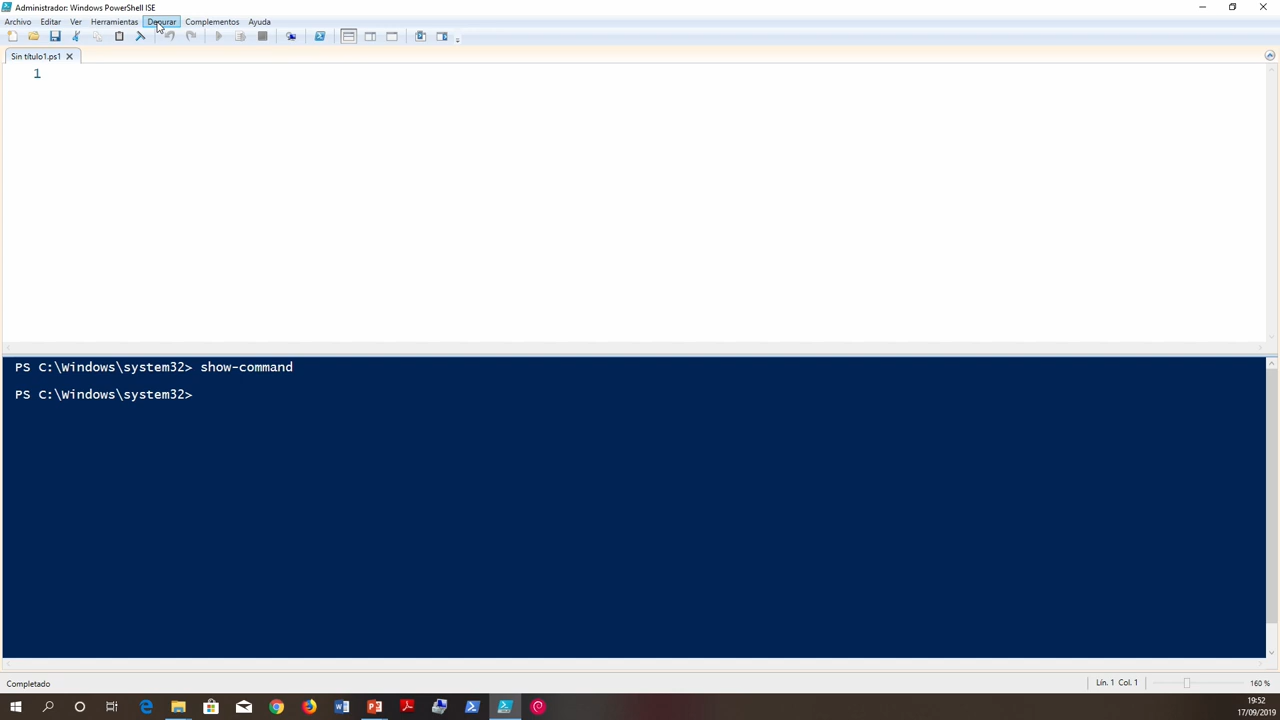 Administrador: Windows PowerShell ISE
Archivo Editar Ver Herramientas Depurar Complementos Ayuda
Sin título1.ps1
1
PS C:\Windows\system32> show-command
PS C:\Windows\system32>
Completado
Lín. 1 Col. 1
160 %
19:52
17/09/2019